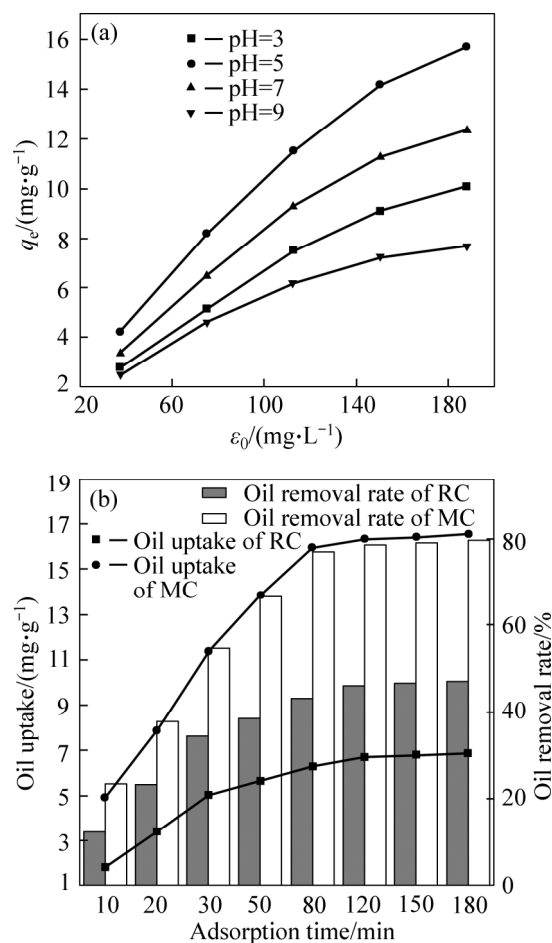 (a)
pH=3
pH=5
pH=7
pH=9
16
14
12
10
8
6
4
2
qe/(mg·g⁻¹)
20 60 100 140 180
ε0/(mg·L⁻¹)
(b)
Oil removal rate of RC
Oil removal rate of MC
Oil uptake of RC
Oil uptake
of MC
19
17
15
13
11
9
7
5
3
1
Oil uptake/(mg·g⁻¹)
80
60
40
20
0
Oil removal rate/%
10 20 30 50 80 120 150 180
Adsorption time/min